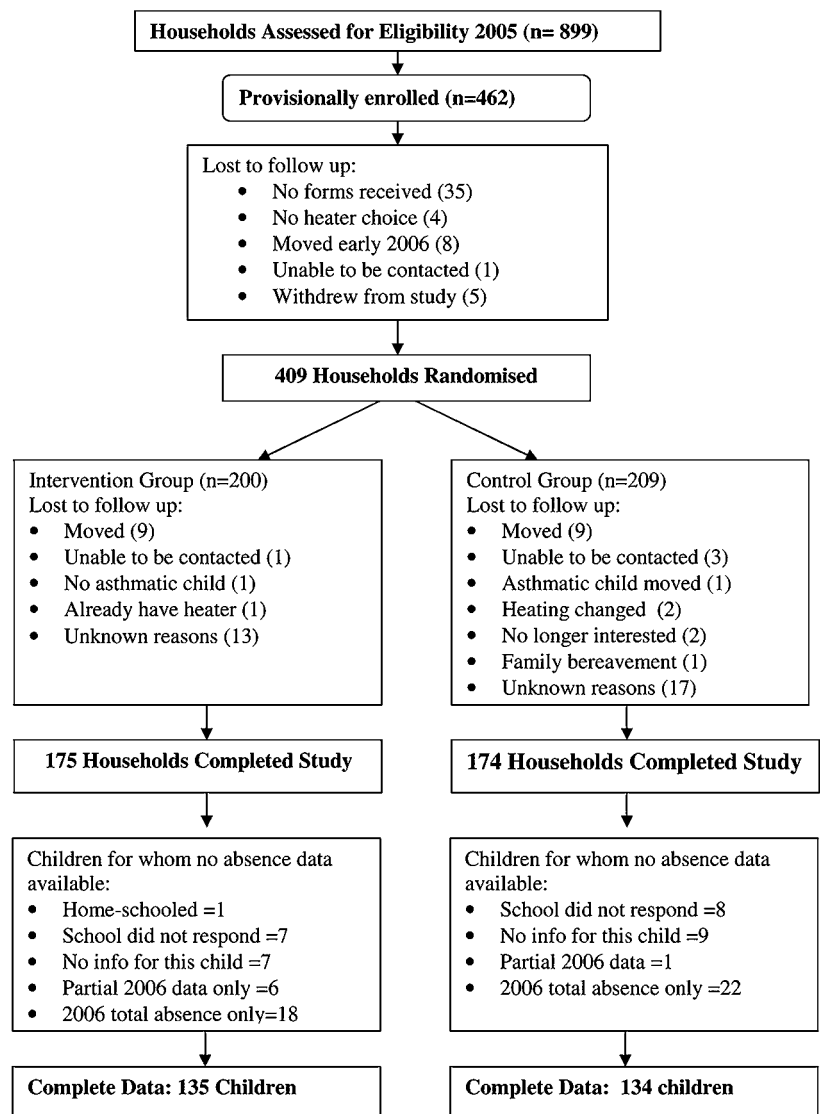 Households Assessed for Eligibility 2005 (n= 899)
Provisionally enrolled (n=462)
Lost to follow up:
• No forms received (35)
• No heater choice (4)
• Moved early 2006 (8)
• Unable to be contacted (1)
• Withdrew from study (5)
409 Households Randomised
Intervention Group (n=200)
Lost to follow up:
• Moved (9)
• Unable to be contacted (1)
• No asthmatic child (1)
• Already have heater (1)
• Unknown reasons (13)
Control Group (n=209)
Lost to follow up:
• Moved (9)
• Unable to be contacted (3)
• Asthmatic child moved (1)
• Heating changed (2)
• No longer interested (2)
• Family bereavement (1)
• Unknown reasons (17)
175 Households Completed Study
174 Households Completed Study
Children for whom no absence data
available:
• Home-schooled =1
• School did not respond =7
• No info for this child =7
• Partial 2006 data only =6
• 2006 total absence only=18
Children for whom no absence data
available:
• School did not respond =8
• No info for this child =9
• Partial 2006 data =1
• 2006 total absence only =22
Complete Data: 135 Children
Complete Data: 134 children